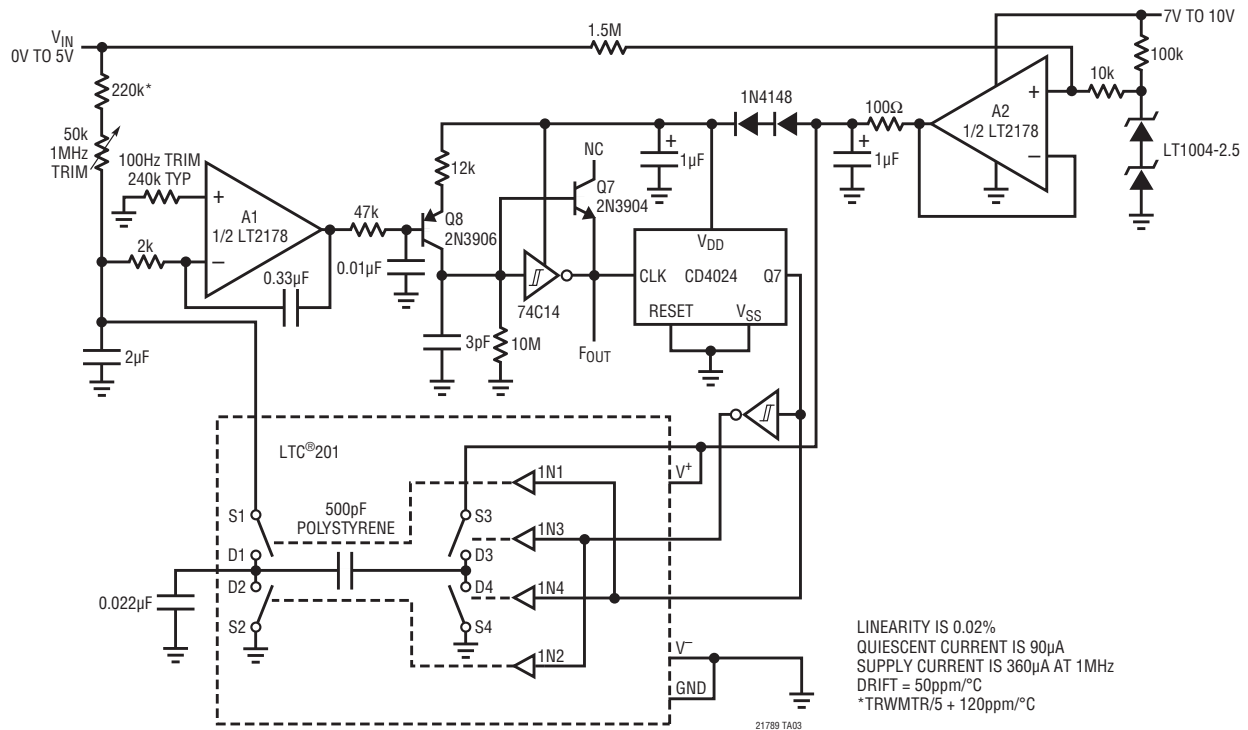 VIN
0V TO 5V
1.5M
7V TO 10V
220k*
100k
10k
50k
1MHz
TRIM
1N4148
100Ω
+
A2
1/2 LT2178
−
LT1004-2.5
100Hz TRIM
240k TYP
12k
NC
+
1µF
+
1µF
Q7
2N3904
+
A1
1/2 LT2178
−
47k
Q8
2N3906
2k
0.33µF
0.01µF
74C14
VDD
CLK
CD4024
Q7
RESET
VSS
2µF
3pF
10M
FOUT
LTC®201
V+
1N1
500pF
POLYSTYRENE
S1
S3
1N3
D1
D3
D2
D4
1N4
0.022µF
S2
S4
1N2
V−
GND
LINEARITY IS 0.02%
QUIESCENT CURRENT IS 90µA
SUPPLY CURRENT IS 360µA AT 1MHz
DRIFT = 50ppm/°C
*TRWMTR/5 + 120ppm/°C
21789 TA03